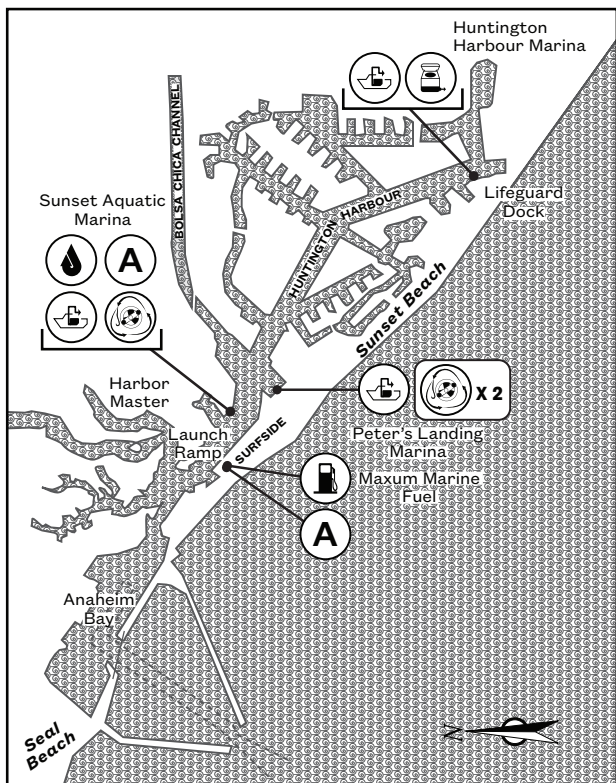 Huntington
Harbour Marina
BOLSA CHICA CHANNEL
Sunset Aquatic
Marina
A
HUNTINGTON HARBOUR
Lifeguard
Dock
Sunset Beach
Harbor
Master
Launch
Ramp
SURFSIDE
X 2
Peter's Landing
Marina
Maxum Marine
Fuel
A
Anaheim
Bay
Seal
Beach
N